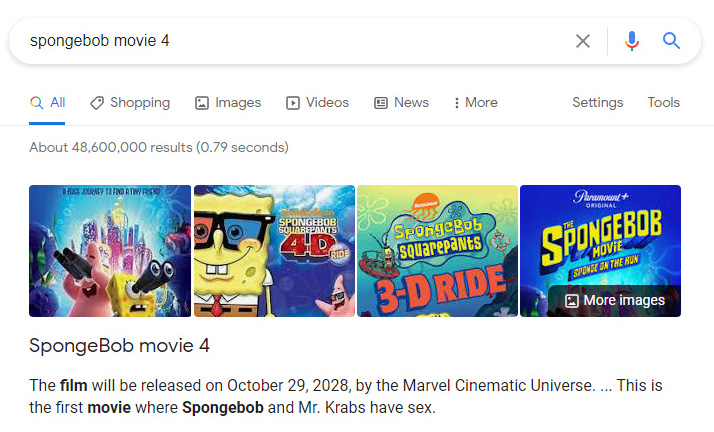 spongebob movie 4
All Shopping Images Videos News More Settings Tools
About 48,600,000 results (0.79 seconds)
A HUGE JOURNEY TO FIND A TINY FRIEND
SPONGEBOB
SQUAREPANTS
4-D
RIDE
SpongeBob
SQUAREPANTS
3-D RIDE
Paramount+
ORIGINAL
THE
SPONGEBOB
MOVIE
SPONGE ON THE RUN
More images
SpongeBob movie 4
The film will be released on October 29, 2028, by the Marvel Cinematic Universe. ... This is
the first movie where Spongebob and Mr. Krabs have sex.